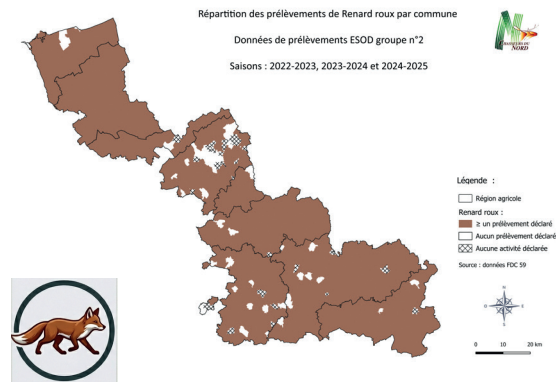 Répartition des prélèvements de Renard roux par commune
Données de prélèvements ESOD groupe n°2
Saisons : 2022-2023, 2023-2024 et 2024-2025
CHASSEURS DU
NORD
Légende :
Région agricole
Renard roux :
≥ un prélèvement déclaré
Aucun prélèvement déclaré
Aucune activité déclarée
Source : données FDC 59
N
O
E
S
0 10 20 km